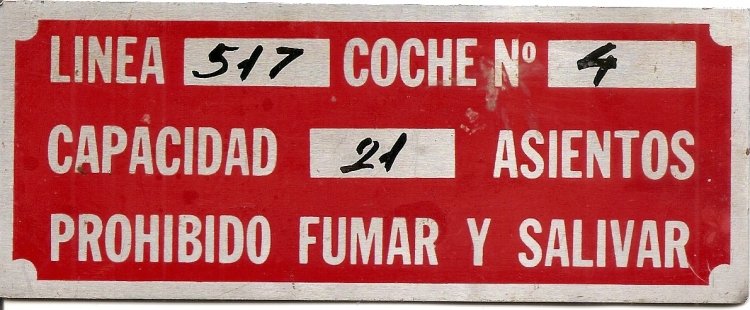 LINEA 517 COCHE Nº 4
CAPACIDAD 21 ASIENTOS
PROHIBIDO FUMAR Y SALIVAR